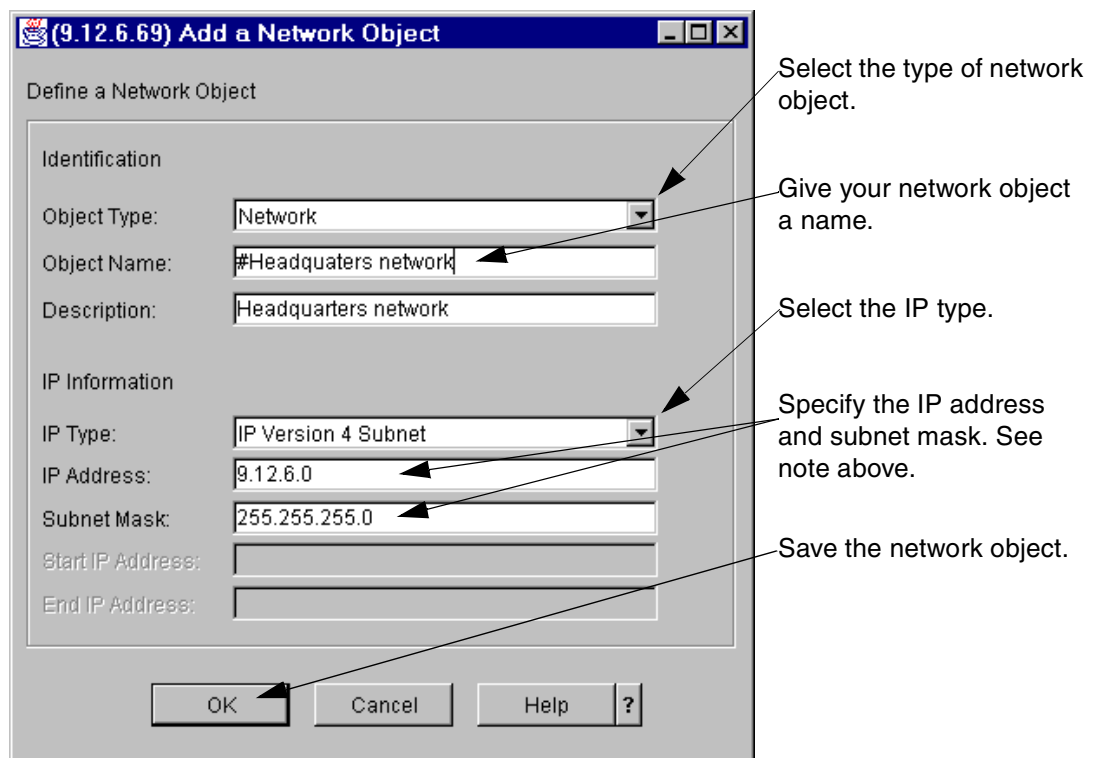 (9.12.6.69) Add a Network Object
Define a Network Object
Identification
Object Type: Network
Object Name: #Headquaters network
Description: Headquarters network
IP Information
IP Type: IP Version 4 Subnet
IP Address: 9.12.6.0
Subnet Mask: 255.255.255.0
Start IP Address:
End IP Address:
OK Cancel Help ?
Select the type of network
object.
Give your network object
a name.
Select the IP type.
Specify the IP address
and subnet mask. See
note above.
Save the network object.